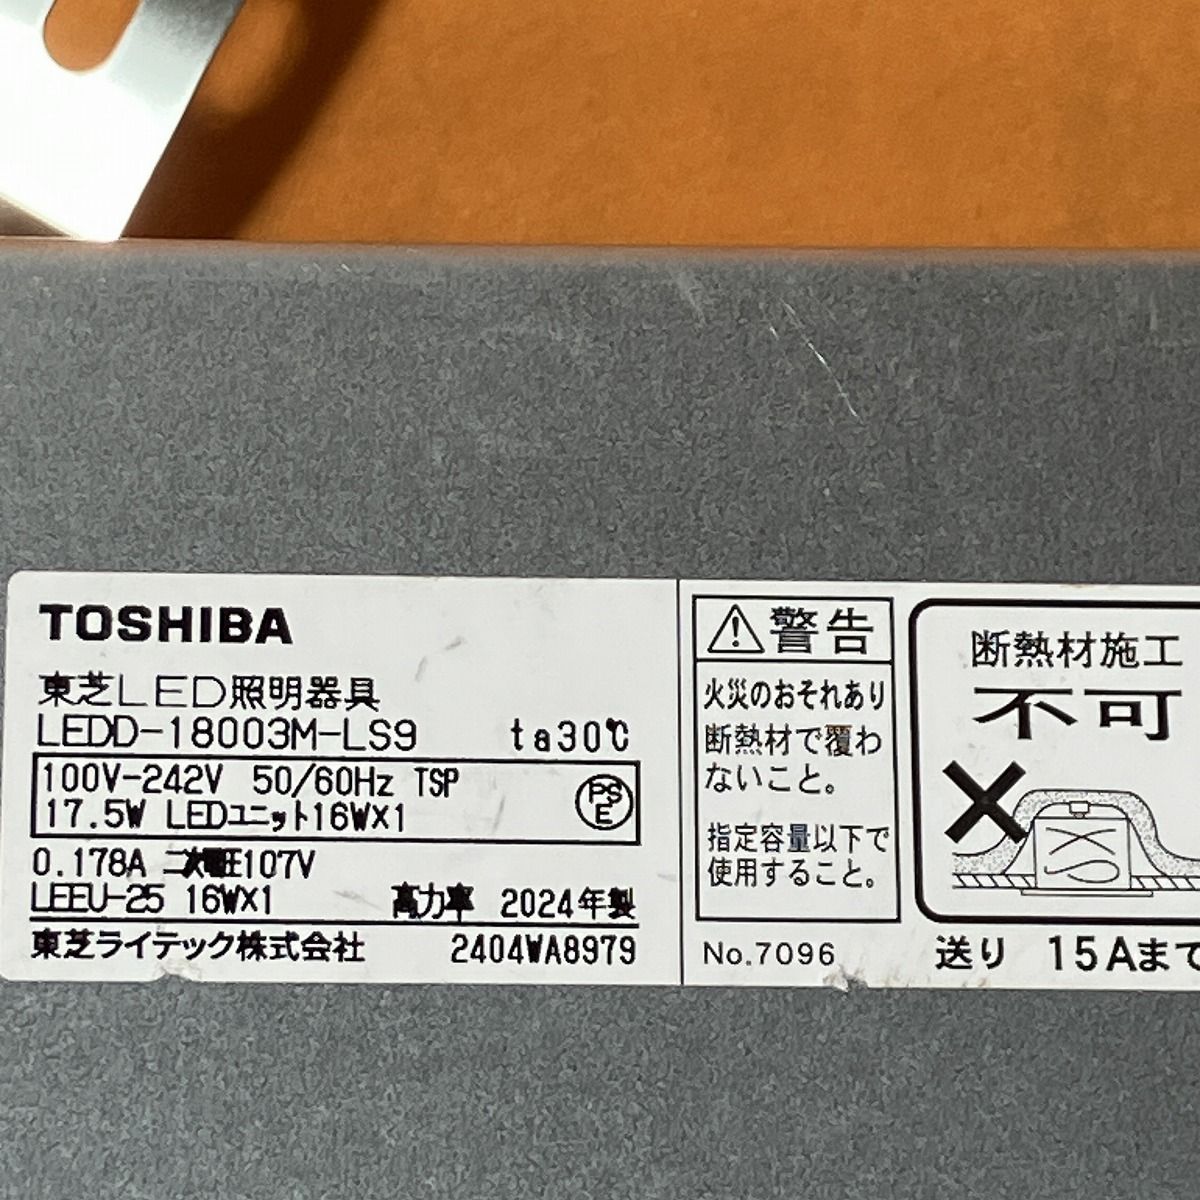 TOSHIBA
東芝LED照明器具
LEDD-18003M-LS9 ta30℃
100V-242V 50/60Hz TSP
17.5W LEDユニット16WX1
PSE
0.178A 二次電圧107V
LEEU-25 16WX1 高力率 2024年製
東芝ライテック株式会社 2404WA8979
警告
火災のおそれあり
断熱材で覆わ
ないこと。
指定容量以下で
使用すること。
No.7096
断熱材施工
不可
送り 15Aまで